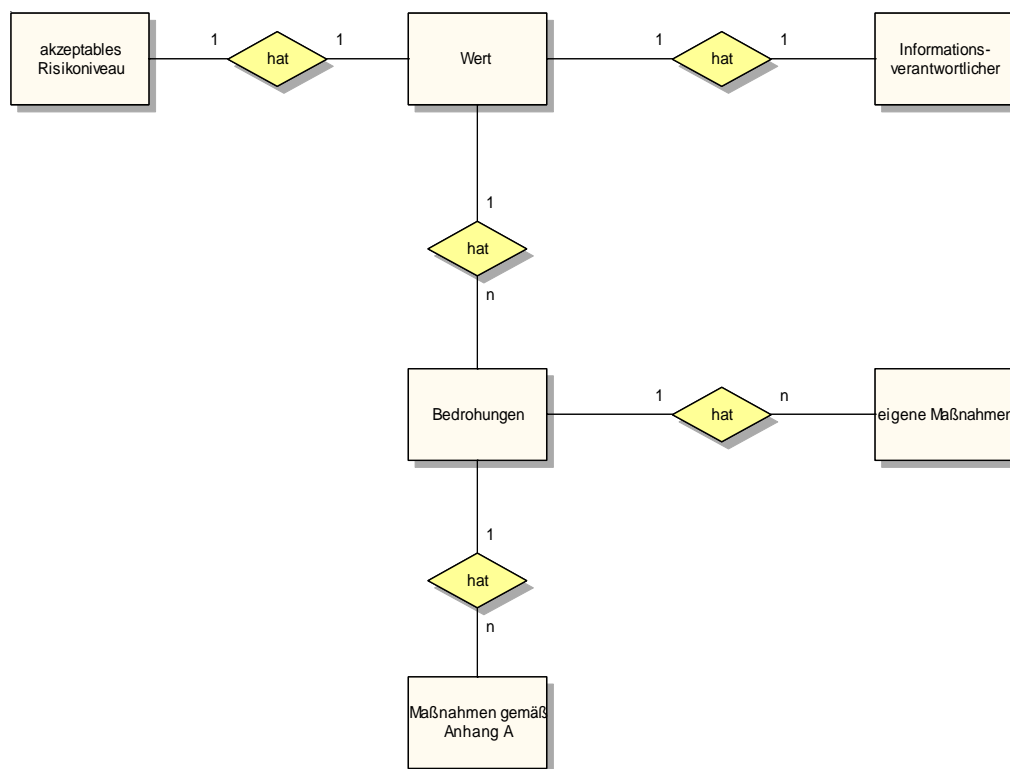 akzeptables
Risikoniveau
1
hat
1
Wert
1
hat
1
Informations-
verantwortlicher
1
hat
n
Bedrohungen
1
hat
n
eigene Maßnahmen
1
hat
n
Maßnahmen gemäß
Anhang A